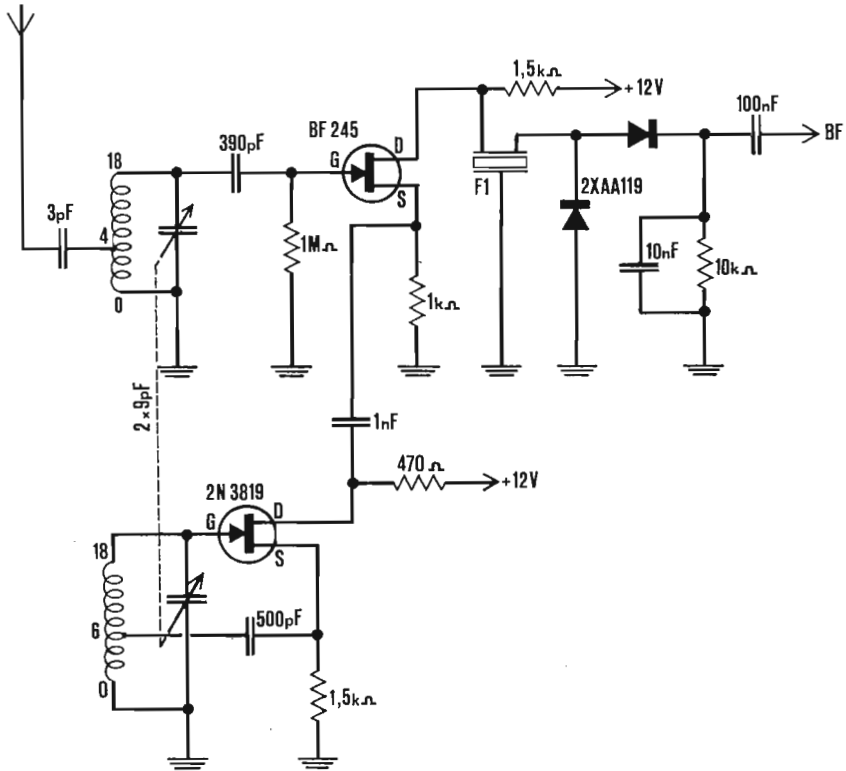 1,5kΩ
+12V
100nF
BF
BF 245
390pF
G
D
S
F1
2XAA119
18
3pF
4
0
1MΩ
1kΩ
10nF
10kΩ
2×9pF
1nF
470 Ω
+12V
2N 3819
G
D
S
18
6
0
500pF
1,5kΩ